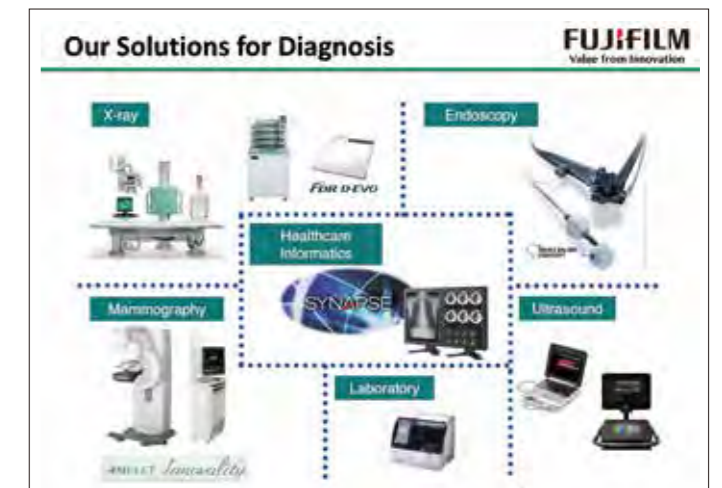 Our Solutions for Diagnosis
FUJIFILM
Value from Innovation
X-ray
Endoscopy
FDR D-EVO
Healthcare
Informatics
SYNAPSE
Mammography
Ultrasound
Laboratory
AMULET Innovality